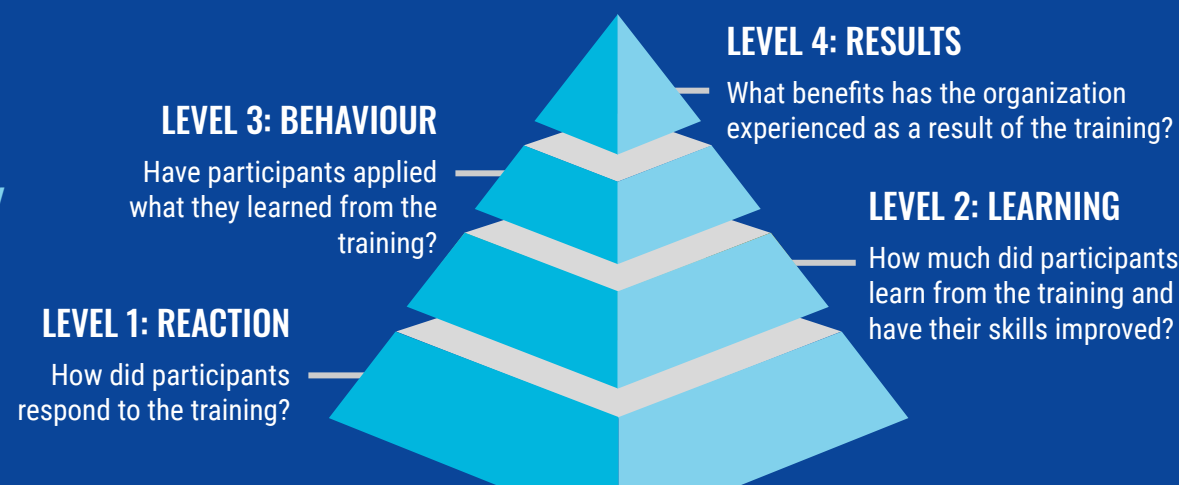 LEVEL 4: RESULTS
What benefits has the organization
experienced as a result of the training?
LEVEL 3: BEHAVIOUR
Have participants applied
what they learned from the
training?
LEVEL 2: LEARNING
How much did participants
learn from the training and
have their skills improved?
LEVEL 1: REACTION
How did participants
respond to the training?